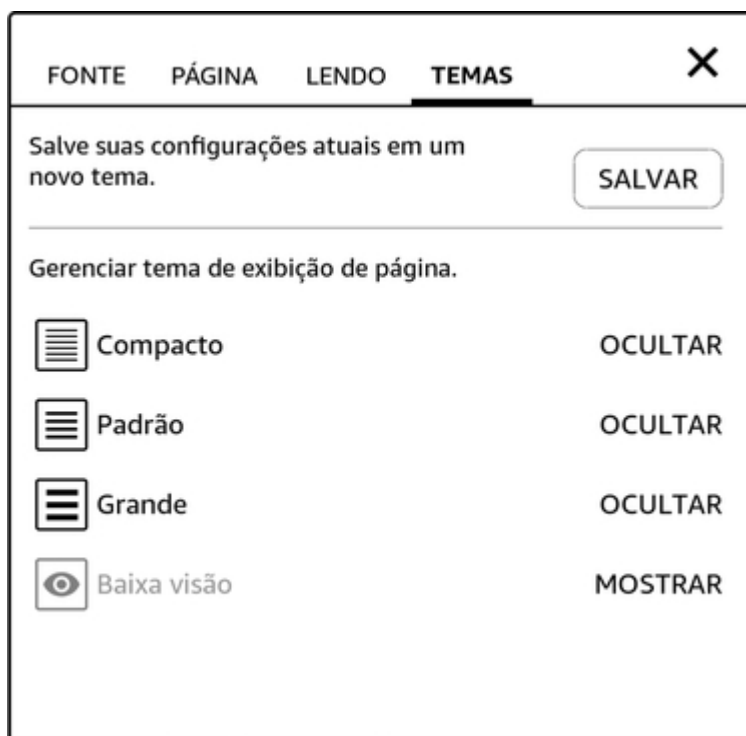 FONTE PÁGINA LENDO TEMAS
Salve suas configurações atuais em um
novo tema.
SALVAR
Gerenciar tema de exibição de página.
Compacto OCULTAR
Padrão OCULTAR
Grande OCULTAR
Baixa visão MOSTRAR